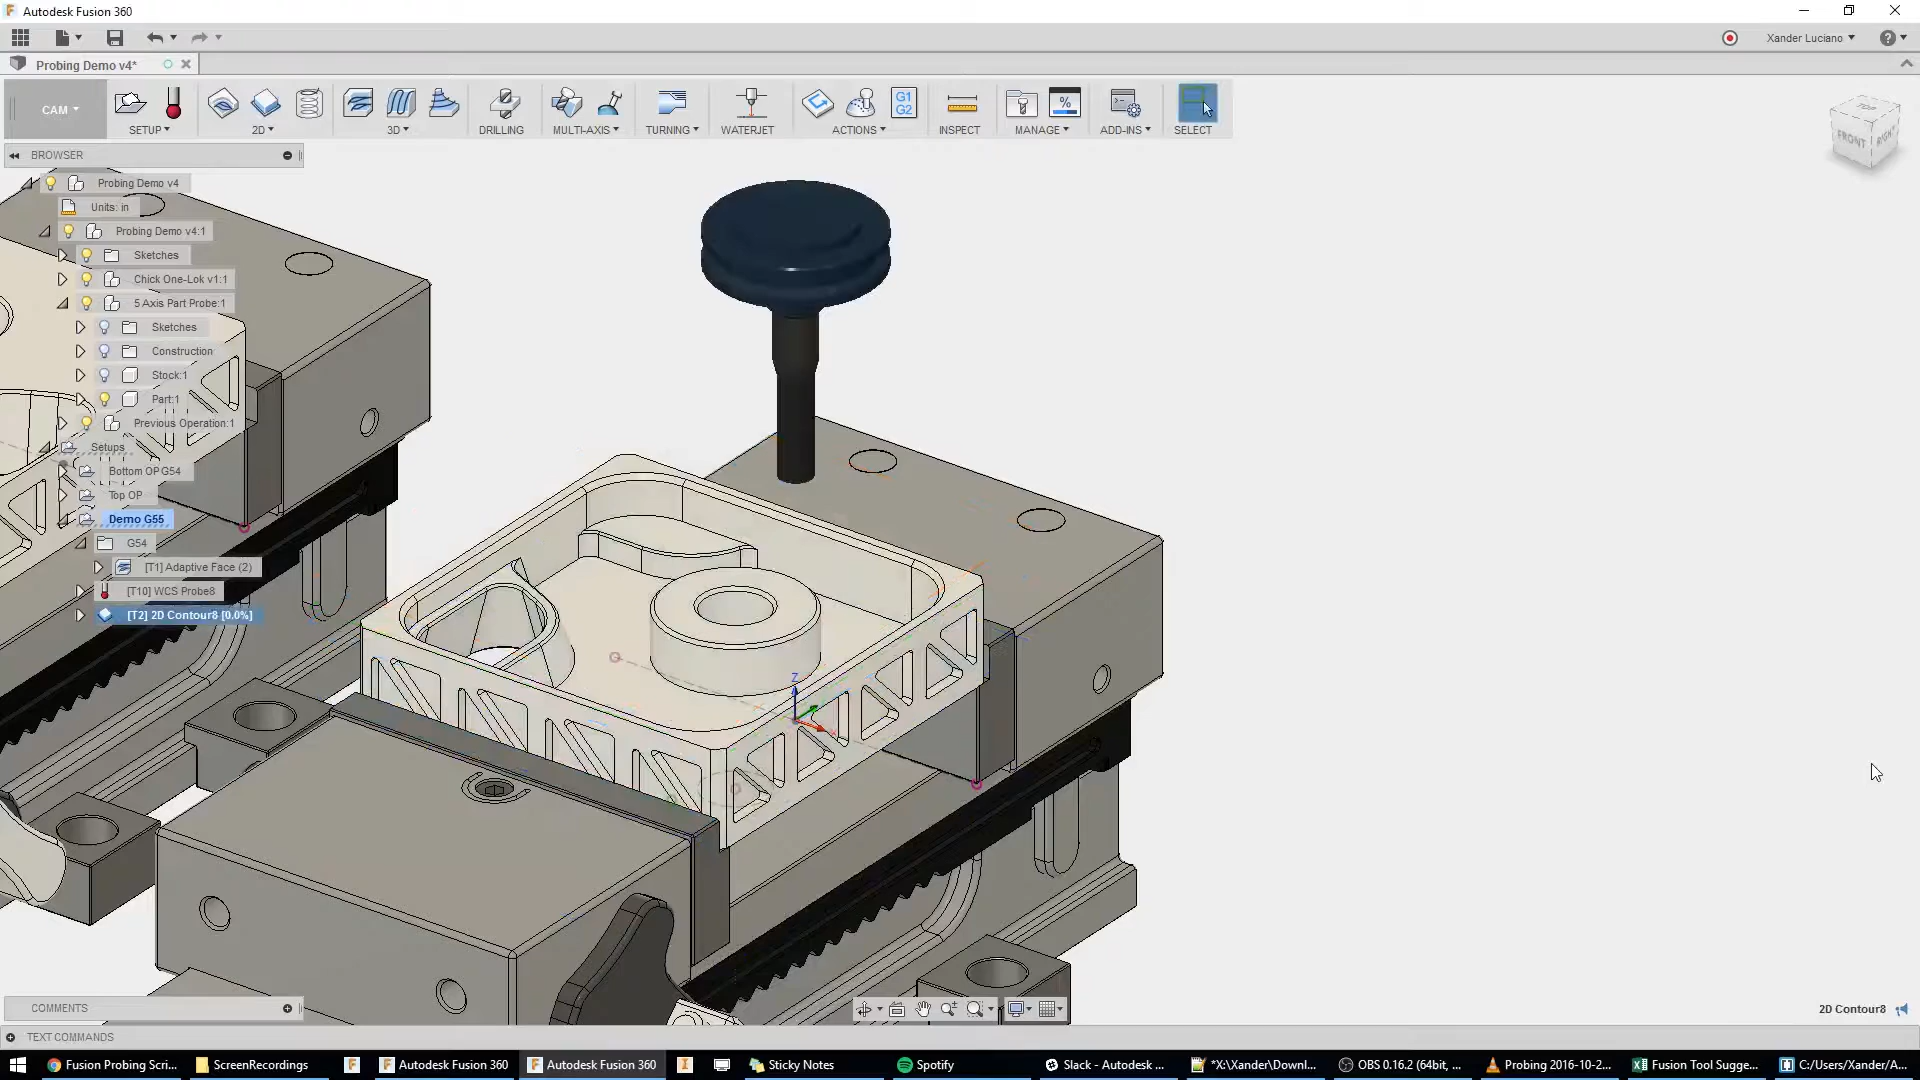 Autodesk Fusion 360
Xander Luciano
Probing Demo v4*
CAM
SETUP
2D
3D
DRILLING
MULTI-AXIS
TURNING
WATERJET
G1
G2
ACTIONS
INSPECT
%
MANAGE
ADD-INS
SELECT
TOP
FRONT
RIGHT
BROWSER
Probing Demo v4
Units: in
Probing Demo v4:1
Sketches
Chick One-Lok v1:1
5 Axis Part Probe:1
Sketches
Construction
Stock:1
Part:1
Previous Operation:1
Setups
Bottom OP G54
Top OP
Demo G55
G54
[T1] Adaptive Face (2)
[T10] WCS Probe8
[T2] 2D Contour8 [0.0%]
Z
COMMENTS
2D Contour8
TEXT COMMANDS
Fusion Probing Scri...
ScreenRecordings
Autodesk Fusion 360
Autodesk Fusion 360
Sticky Notes
Spotify
Slack - Autodesk ...
*X:\Xander\Downl...
OBS 0.16.2 (64bit, ...
Probing 2016-10-2...
Fusion Tool Sugge...
C:/Users/Xander/A...